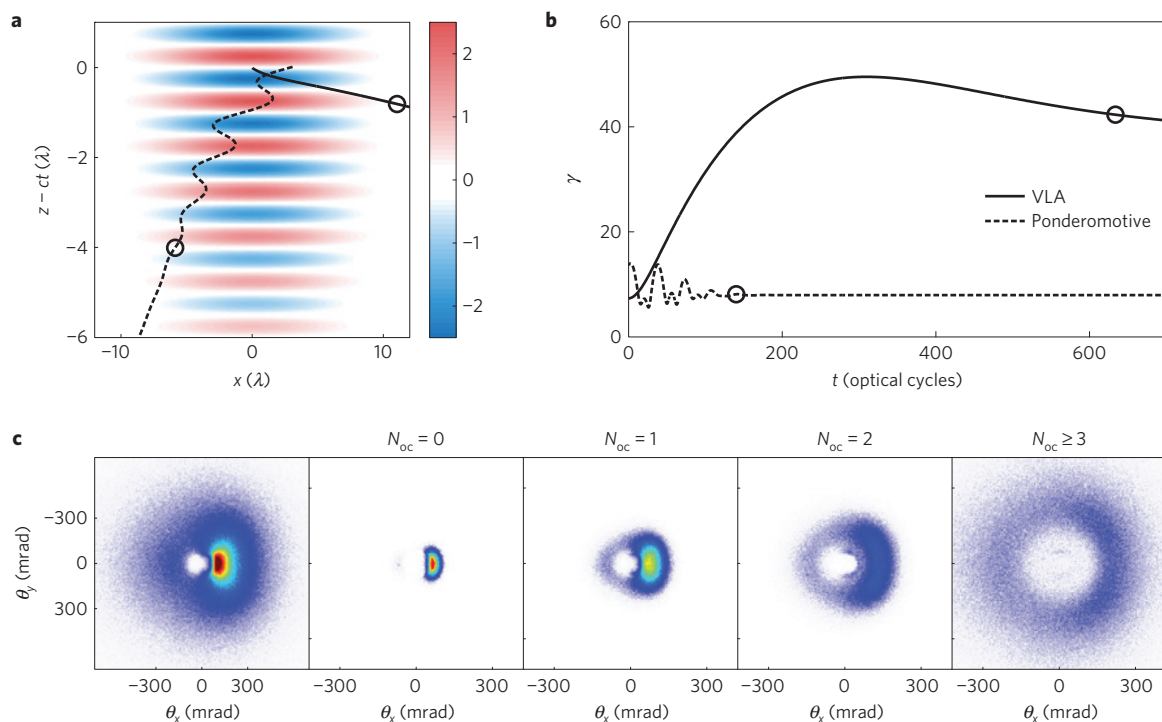 a
0
−2
−4
−6
z − ct (λ)
−10
0
10
x (λ)
2
1
0
−1
−2
b
60
40
20
0
γ
VLA
Ponderomotive
0
200
400
600
t (optical cycles)
c
N_oc = 0
N_oc = 1
N_oc = 2
N_oc ≥ 3
−300
0
300
θ_y (mrad)
−300 0 300
−300 0 300
−300 0 300
−300 0 300
−300 0 300
θ_x (mrad)
θ_x (mrad)
θ_x (mrad)
θ_x (mrad)
θ_x (mrad)